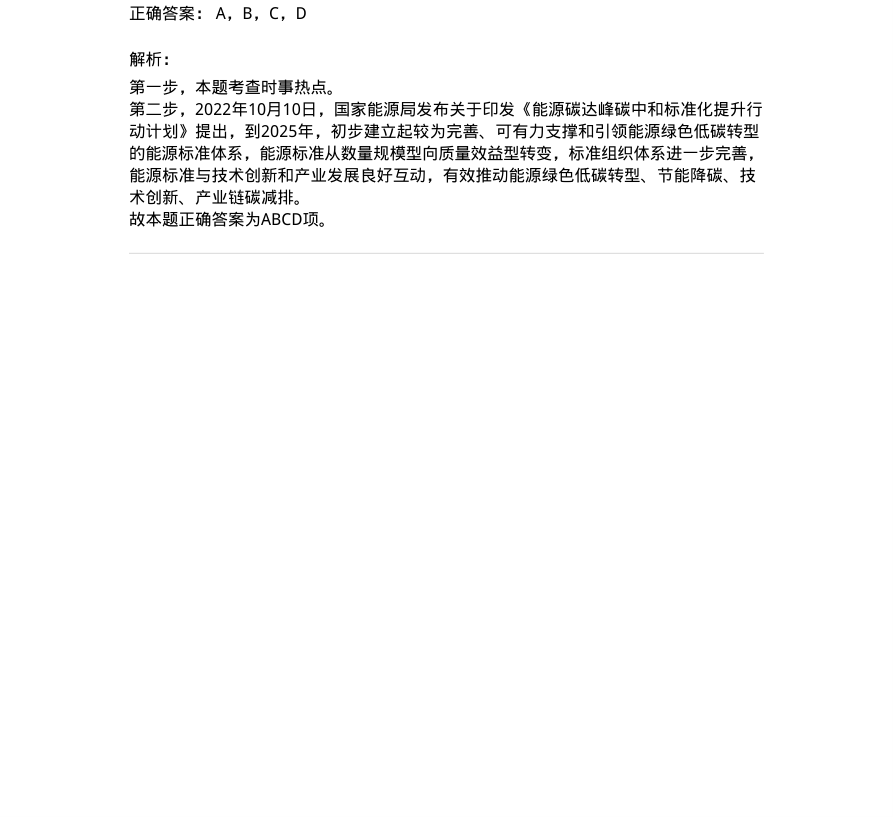 正确答案： A，B，C，D
解析：
第一步，本题考查时事热点。
第二步，2022年10月10日，国家能源局发布关于印发《能源碳达峰碳中和标准化提升行
动计划》提出，到2025年，初步建立起较为完善、可有力支撑和引领能源绿色低碳转型
的能源标准体系，能源标准从数量规模型向质量效益型转变，标准组织体系进一步完善，
能源标准与技术创新和产业发展良好互动，有效推动能源绿色低碳转型、节能降碳、技
术创新、产业链碳减排。
故本题正确答案为ABCD项。